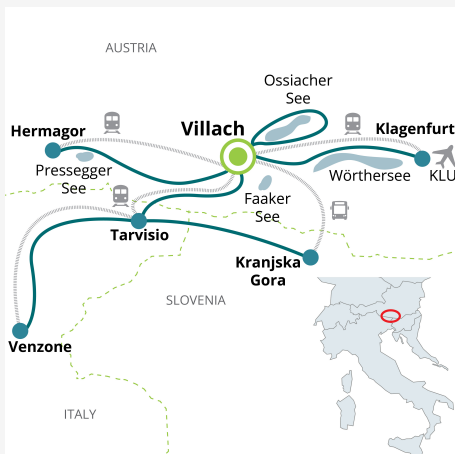 AUSTRIA
Ossiacher
See
Villach
Hermagor
Klagenfurt
Pressegger
See
Wörthersee
KLU
Faaker
See
Tarvisio
Kranjska
Gora
SLOVENIA
Venzone
ITALY